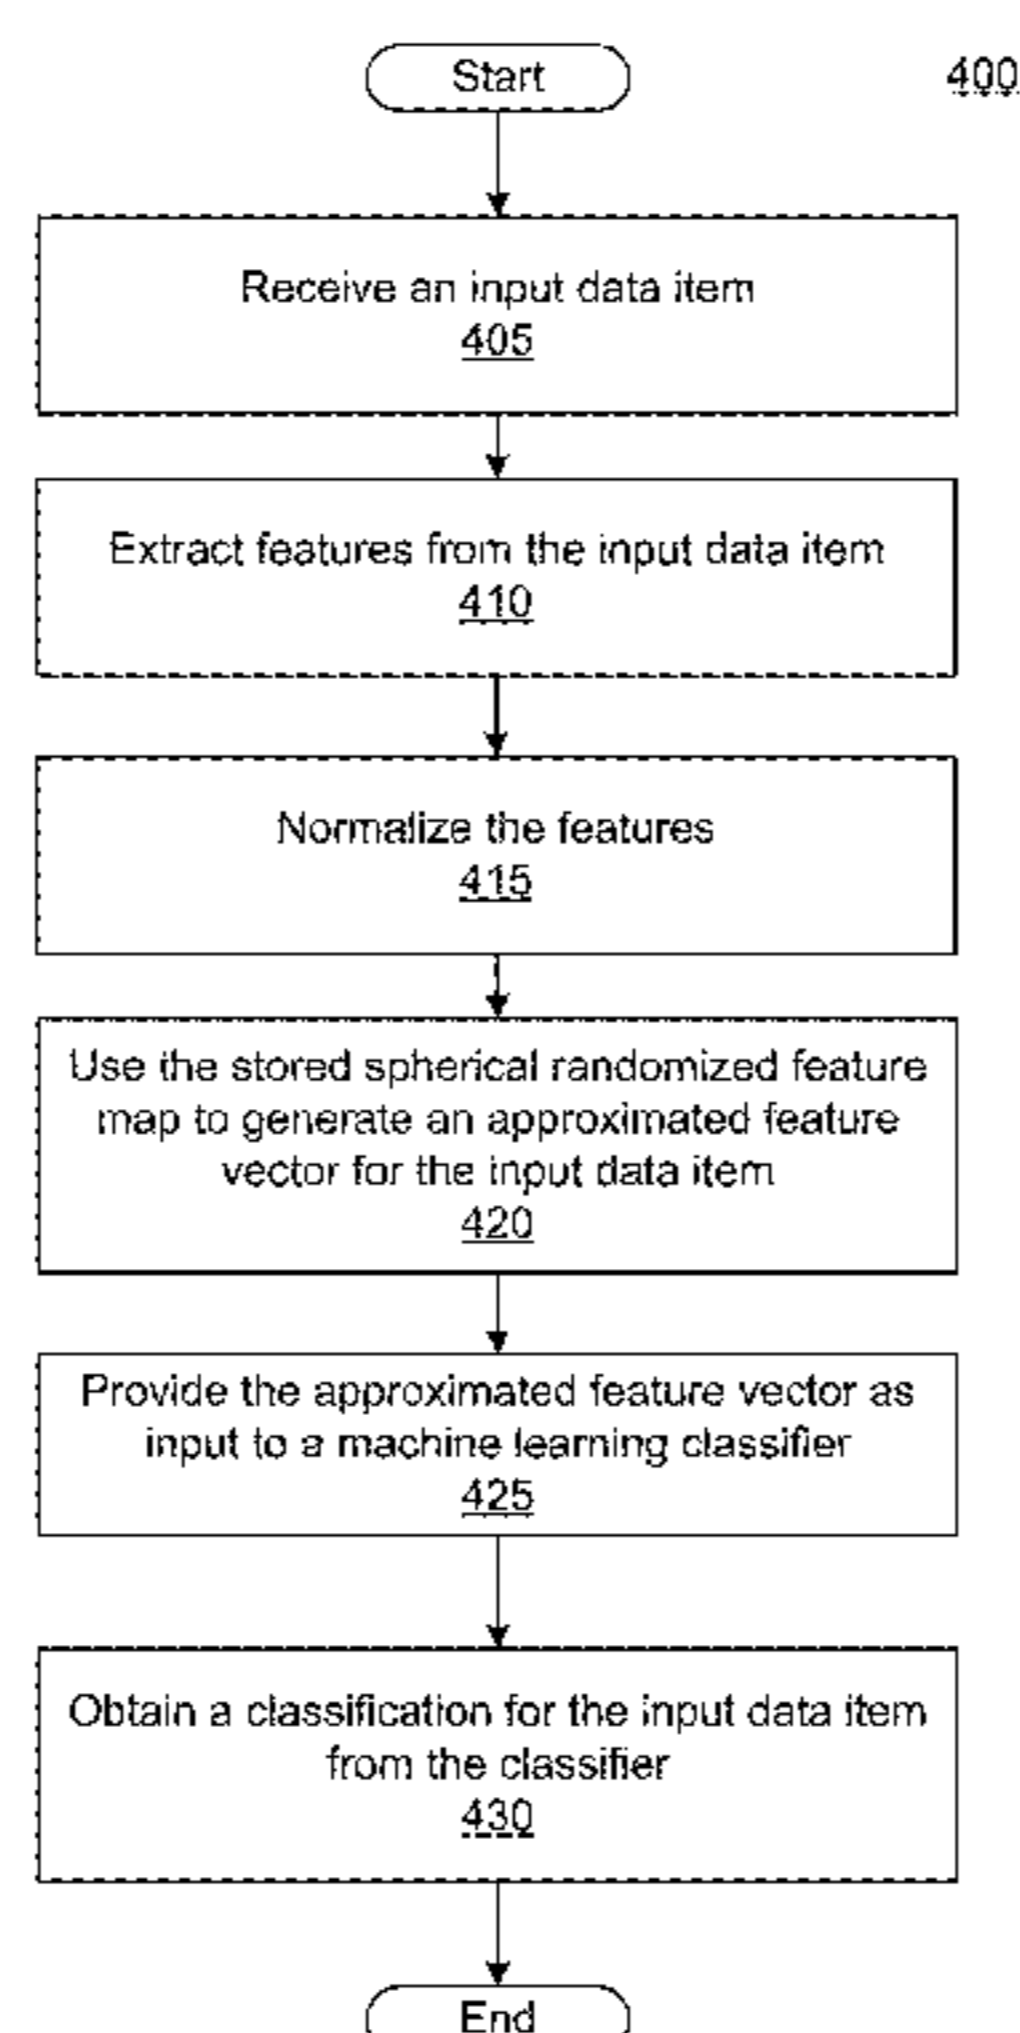 Start
400
Receive an input data item
405
Extract features from the input data item
410
Normalize the features
415
Use the stored spherical randomized feature
map to generate an approximated feature
vector for the input data item
420
Provide the approximated feature vector as
input to a machine learning classifier
425
Obtain a classification for the input data item
from the classifier
430
End